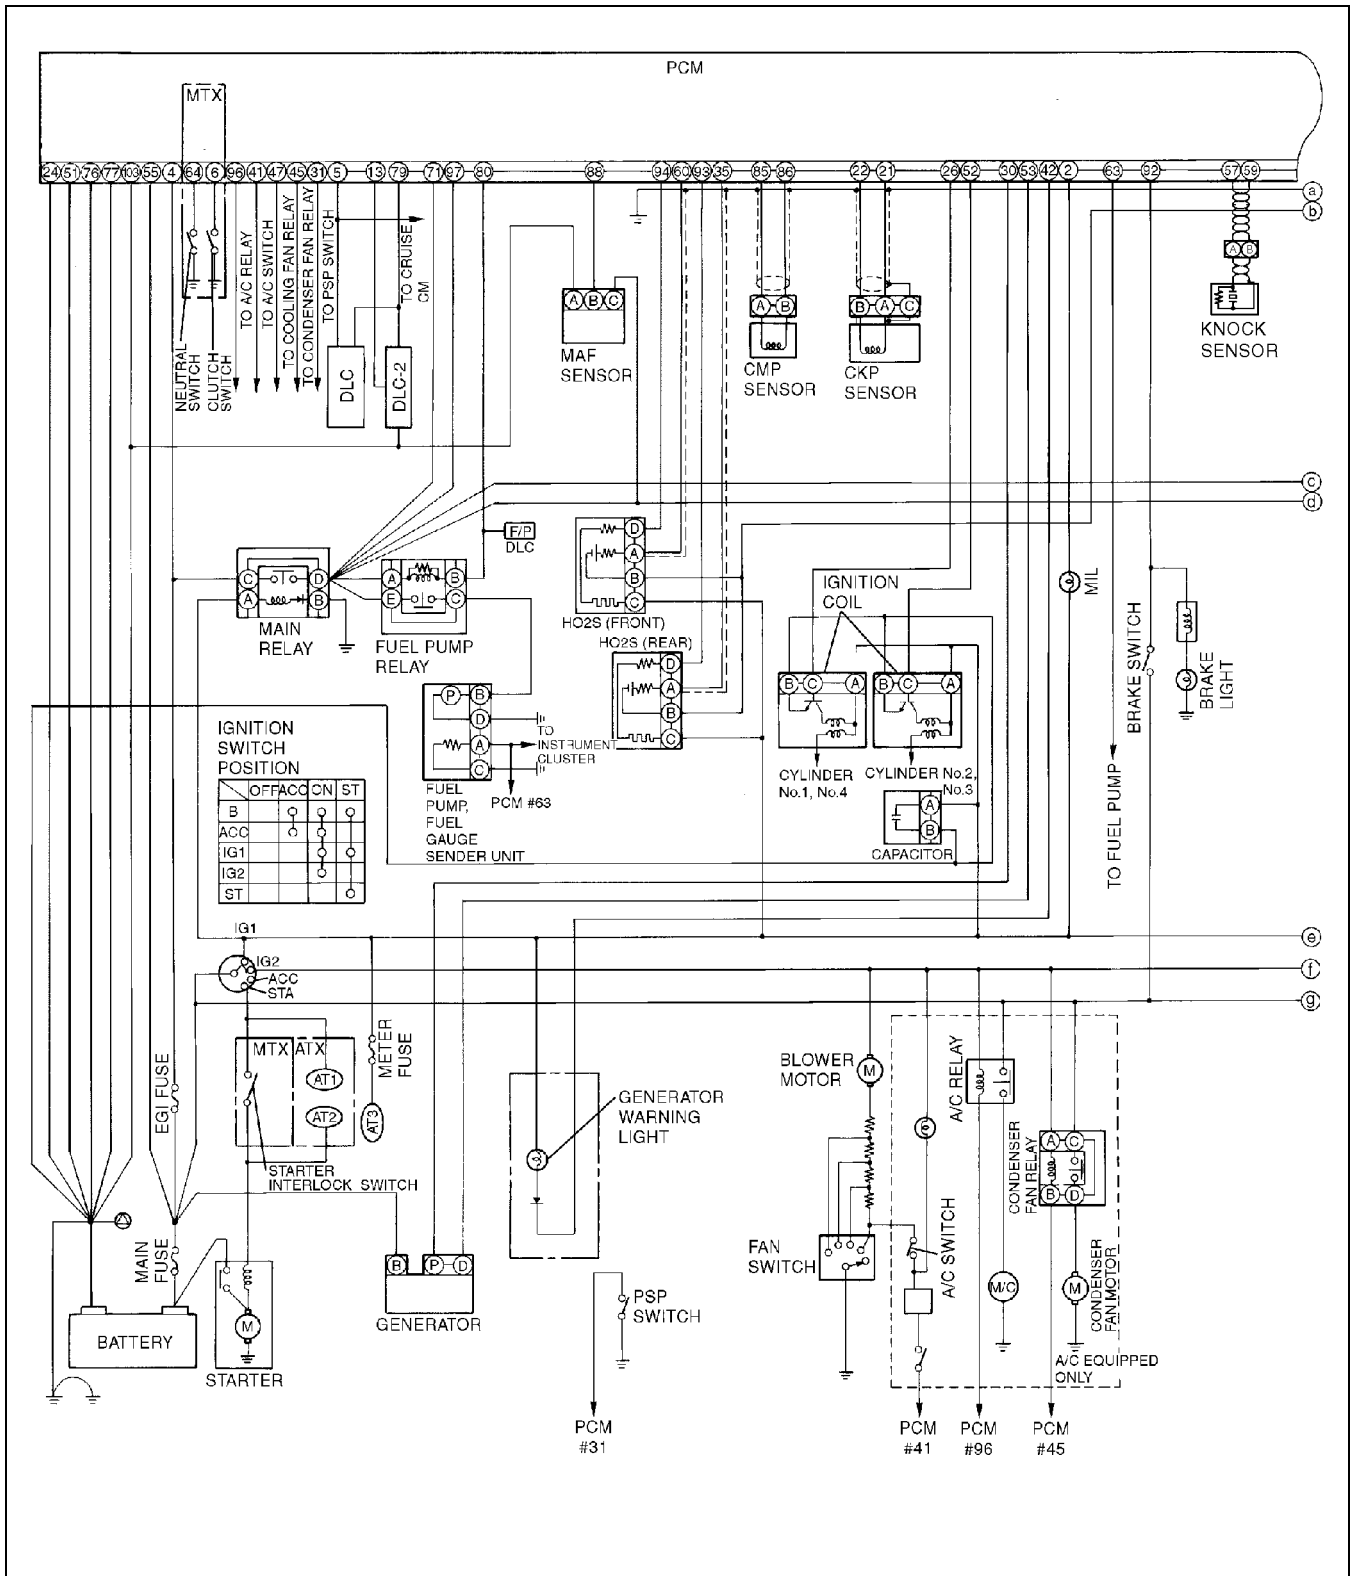 PCM
MTX
24 51 76 77 103 55 4 64 6 96 41 47 45 31 5 13 79 71 97 80 88 94 60 93 35 85 86 22 21 26 52 30 53 42 2 63 92 57 59
a
b
NEUTRAL
SWITCH
CLUTCH
SWITCH
TO A/C RELAY
TO A/C SWITCH
TO COOLING FAN RELAY
TO CONDENSER FAN RELAY
TO PSP SWITCH
TO CRUISE
CM
DLC
DLC-2
A B C
MAF
SENSOR
A B
CMP
SENSOR
B A C
CKP
SENSOR
A B
KNOCK
SENSOR
c
d
F/P
DLC
C D
A B
MAIN
RELAY
A B
E C
FUEL PUMP
RELAY
D
A
B
C
HO2S (FRONT)
HO2S (REAR)
D
A
B
C
IGNITION
COIL
B C A
B C A
CYLINDER
No.1, No.4
CYLINDER No.2,
No.3
A
B
CAPACITOR
MIL
TO FUEL PUMP
BRAKE SWITCH
BRAKE
LIGHT
P B
D
A
C
TO
INSTRUMENT
CLUSTER
PCM #63
FUEL
PUMP,
FUEL
GAUGE
SENDER UNIT
IGNITION
SWITCH
POSITION
OFF ACC ON ST
B
ACC
IG1
IG2
ST
IG1
IG2
ACC
STA
e
f
g
EGI FUSE
MTX ATX
AT1
AT2
METER
FUSE
AT3
STARTER
INTERLOCK SWITCH
GENERATOR
WARNING
LIGHT
BLOWER
MOTOR
M
A/C RELAY
CONDENSER
FAN RELAY
A C
B D
MAIN
FUSE
BATTERY
M
STARTER
B P D
GENERATOR
PSP
SWITCH
FAN
SWITCH
A/C SWITCH
M/C
M
CONDENSER
FAN MOTOR
A/C EQUIPPED
ONLY
PCM
#31
PCM
#41
PCM
#96
PCM
#45